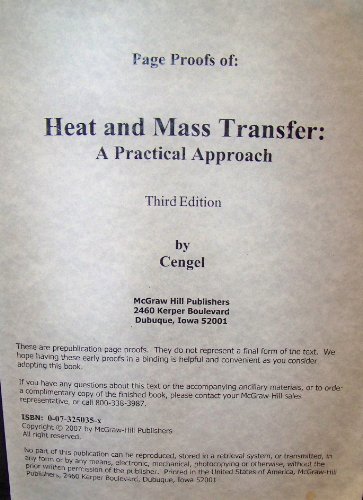 Page Proofs of:
Heat and Mass Transfer:
A Practical Approach
Third Edition
by
Cengel
McGraw Hill Publishers
2460 Kerper Boulevard
Dubuque, Iowa 52001
These are prepublication page proofs. They do not represent a final form of the text. We
hope having these early proofs in a binding is helpful and convenient as you consider
adopting this book.
If you have any questions about this text or the accompanying ancillary materials, or to order
a complimentary copy of the finished book, please contact your McGraw-Hill sales
representative, or call 800-338-3987.
ISBN: 0-07-325035-x
Copyright © 2007 by McGraw-Hill Publishers
All right reserved.
No part of this publication can be reproduced, stored in a retrieval system, or transmitted, in
any form or by any means, electronic, mechanical, photocopying or otherwise, without the
prior written permission of the publisher. Printed in the United States of America. McGraw-Hill
Publishers, 2460 Kerper Boulevard, Dubuque, Iowa 52001